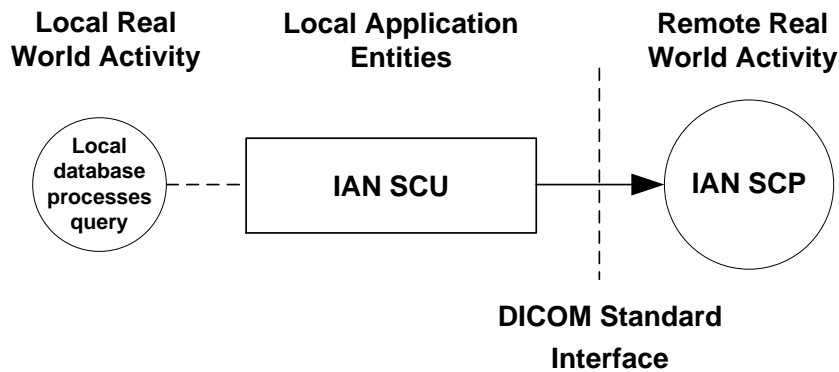 Local Real
World Activity
Local Application
Entities
Remote Real
World Activity
Local
database
processes
query
IAN SCU
IAN SCP
DICOM Standard
Interface